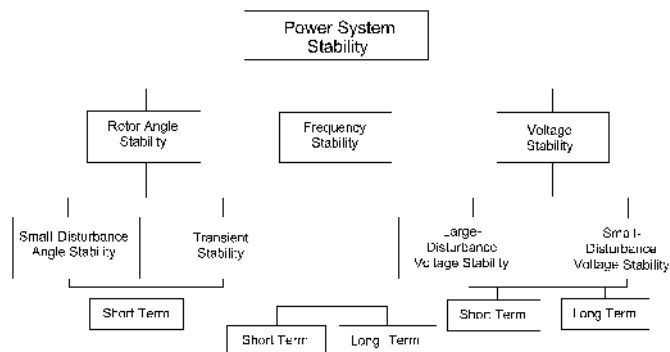 Power System
Stability
Rotor Angle
Stability
Frequency
Stability
Voltage
Stability
Small Disturbance
Angle Stability
Transient
Stability
Large-
Disturbance
Voltage Stability
Small-
Disturbance
Voltage Stability
Short Term
Short Term
Long Term
Short Term
Long Term